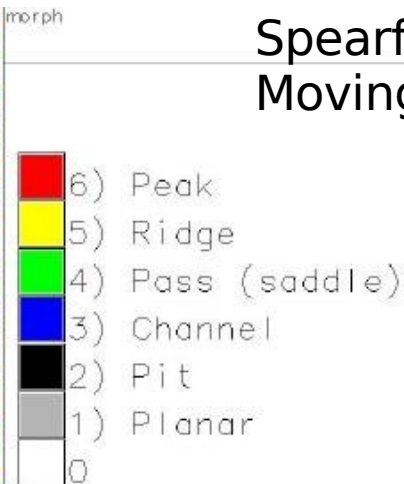 morph
Spearf
Moving
6) Peak
5) Ridge
4) Pass (saddle)
3) Channel
2) Pit
1) Planar
0